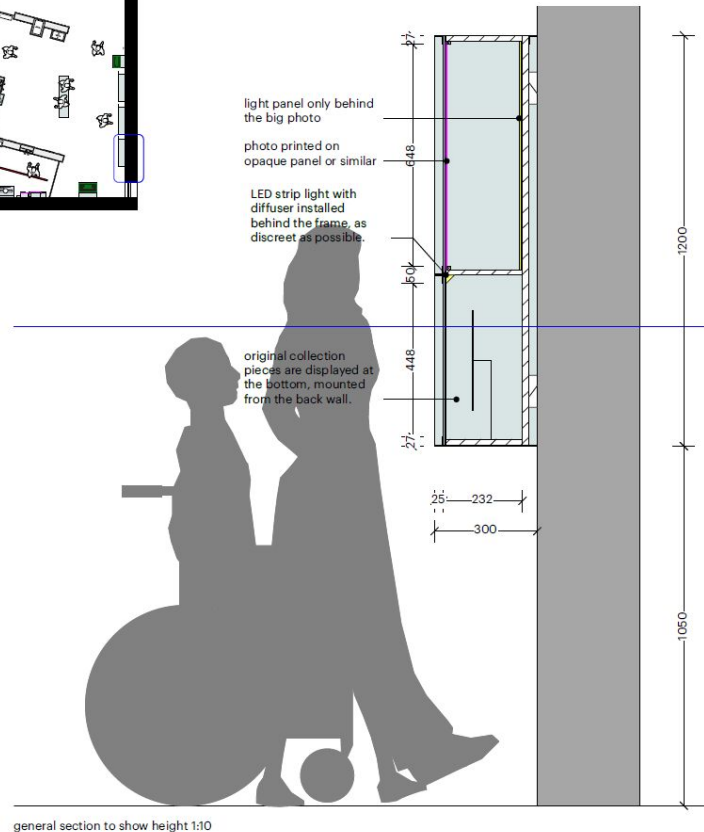 27
light panel only behind
the big photo
photo printed on
opaque panel or similar
648
LED strip light with
diffuser installed
behind the frame, as
discreet as possible.
50
1200
original collection
pieces are displayed at
the bottom, mounted
from the back wall.
448
27
25
232
300
1050
general section to show height 1:10